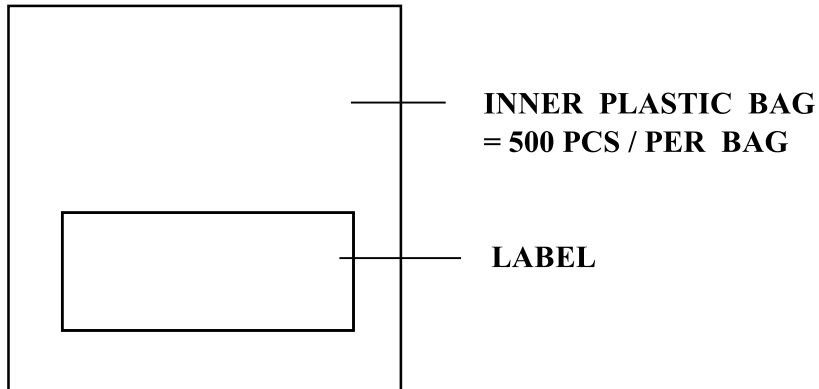 INNER PLASTIC BAG
= 500 PCS / PER BAG
LABEL